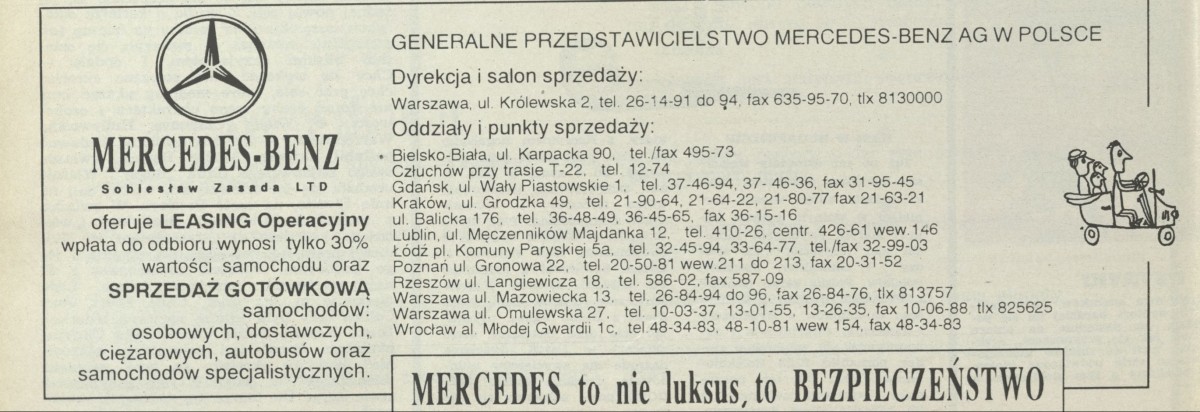 MERCEDES-BENZ
Sobiesław Zasada LTD
oferuje LEASING Operacyjny
wpłata do odbioru wynosi tylko 30%
wartości samochodu oraz
SPRZEDAŻ GOTÓWKOWĄ
samochodów:
osobowych, dostawczych,
ciężarowych, autobusów oraz
samochodów specjalistycznych.
GENERALNE PRZEDSTAWICIELSTWO MERCEDES-BENZ AG W POLSCE
Dyrekcja i salon sprzedaży:
Warszawa, ul. Królewska 2, tel. 26-14-91 do 94, fax 635-95-70, tlx 8130000
Oddziały i punkty sprzedaży:
Bielsko-Biała, ul. Karpacka 90, tel./fax 495-73
Człuchów przy trasie T-22, tel. 12-74
Gdańsk, ul. Wały Piastowskie 1, tel. 37-46-94, 37- 46-36, fax 31-95-45
Kraków, ul. Grodzka 49, tel. 21-90-64, 21-64-22, 21-80-77 fax 21-63-21
ul. Balicka 176, tel. 36-48-49, 36-45-65, fax 36-15-16
Lublin, ul. Męczenników Majdanka 12, tel. 410-26, centr. 426-61 wew.146
Łódź pl. Komuny Paryskiej 5a, tel. 32-45-94, 33-64-77, tel./fax 32-99-03
Poznań ul. Gronowa 22, tel. 20-50-81 wew.211 do 213, fax 20-31-52
Rzeszów ul. Langiewicza 18, tel. 586-02, fax 587-09
Warszawa ul. Mazowiecka 13, tel. 26-84-94 do 96, fax 26-84-76, tlx 813757
Warszawa ul. Omulewska 27, tel. 10-03-37, 13-01-55, 13-26-35, fax 10-06-88, tlx 825625
Wrocław al. Młodej Gwardii 1c, tel.48-34-83, 48-10-81 wew 154, fax 48-34-83
MERCEDES to nie luksus, to BEZPIECZEŃSTWO